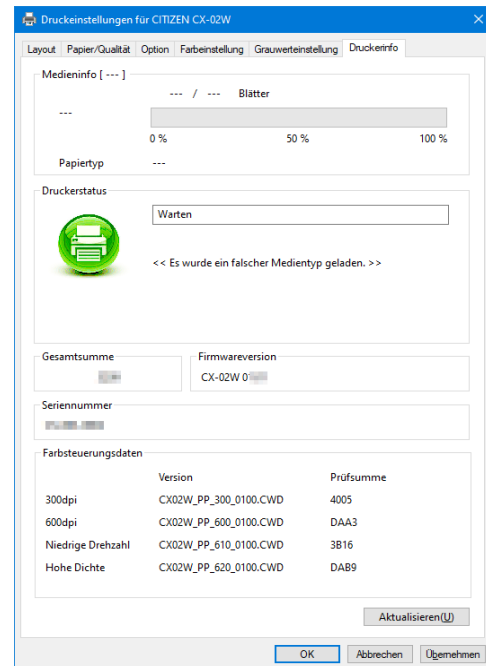 Druckeinstellungen für CITIZEN CX-02W
Layout Papier/Qualität Option Farbeinstellung Grauwerteinstellung Druckerinfo
Medieninfo [ --- ]
--- / --- Blätter
---
0 % 50 % 100 %
Papiertyp ---
Druckerstatus
Warten
<< Es wurde ein falscher Medientyp geladen. >>
Gesamtsumme Firmwareversion
CX-02W 0
Seriennummer
Farbsteuerungsdaten
Version Prüfsumme
300dpi CX02W_PP_300_0100.CWD 4005
600dpi CX02W_PP_600_0100.CWD DAA3
Niedrige Drehzahl CX02W_PP_610_0100.CWD 3B16
Hohe Dichte CX02W_PP_620_0100.CWD DAB9
Aktualisieren(U)
OK Abbrechen Übernehmen